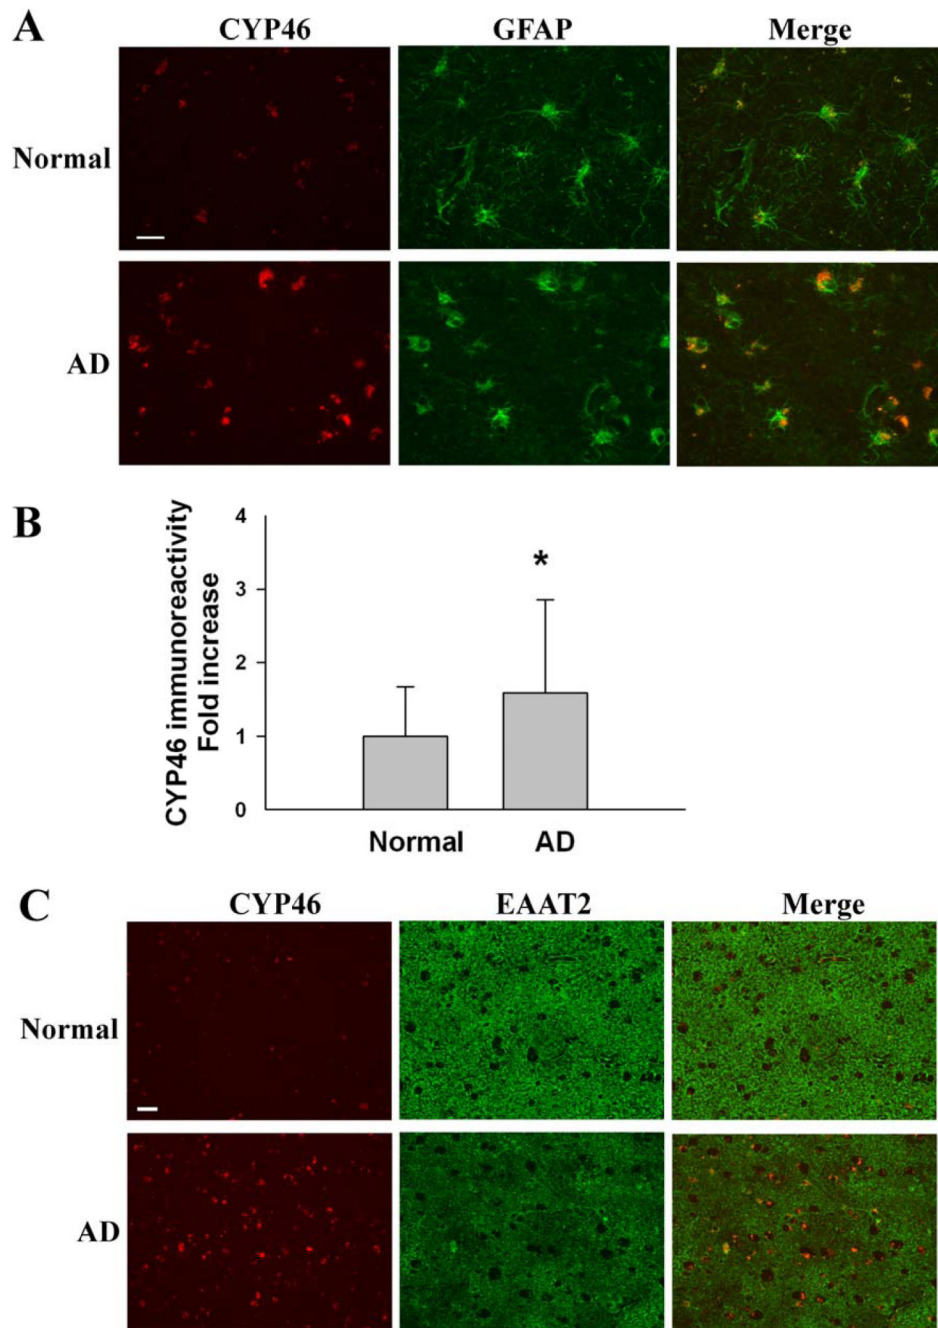 A
CYP46 GFAP Merge
Normal
AD
B
CYP46 immunoreactivity
Fold increase
4
3
2
1
0
*
Normal AD
C
CYP46 EAAT2 Merge
Normal
AD